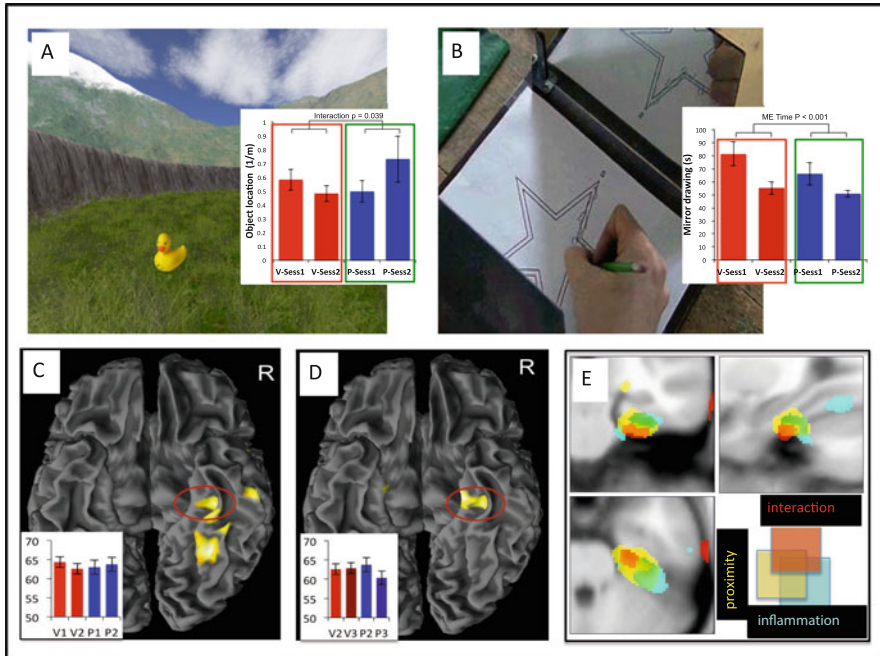 A
Interaction p = 0.039
Object location (1/m)
1
0.9
0.8
0.7
0.6
0.5
0.4
0.3
0.2
0.1
0
V-Sess1 V-Sess2 P-Sess1 P-Sess2
B
ME Time P < 0.001
Mirror drawing (s)
100
90
80
70
60
50
40
30
20
10
0
V-Sess1 V-Sess2 P-Sess1 P-Sess2
C
R
70
65
60
55
50
V1 V2 P1 P2
D
R
70
65
60
55
50
V2 V3 P2 P3
E
interaction
proximity
inflammation